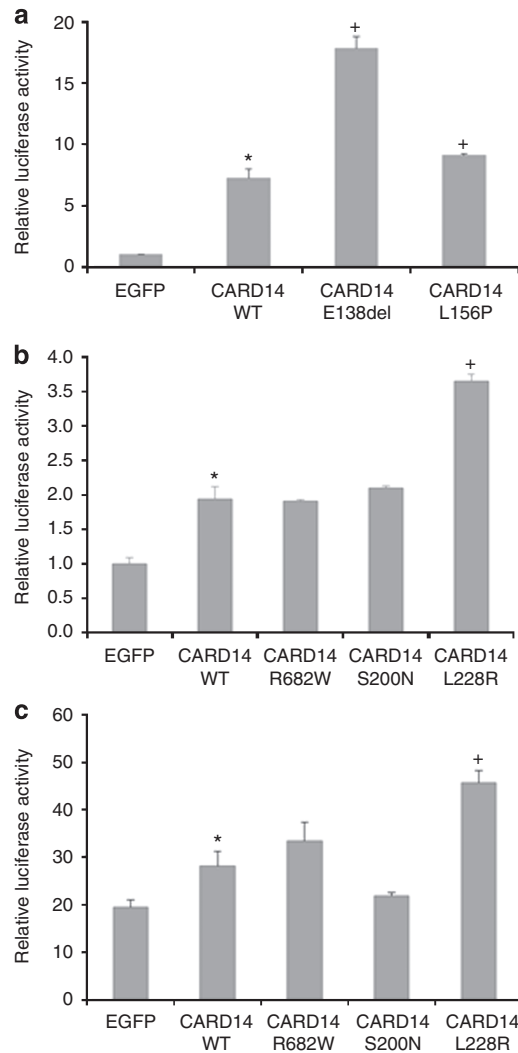 a
Relative luciferase activity
20
15
10
5
0
*
+
+
EGFP
CARD14
WT
CARD14
E138del
CARD14
L156P
b
Relative luciferase activity
4.0
3.5
3.0
2.5
2.0
1.5
1.0
0.5
0.0
*
+
EGFP
CARD14
WT
CARD14
R682W
CARD14
S200N
CARD14
L228R
c
Relative luciferase activity
60
50
40
30
20
10
0
*
+
EGFP
CARD14
WT
CARD14
R682W
CARD14
S200N
CARD14
L228R